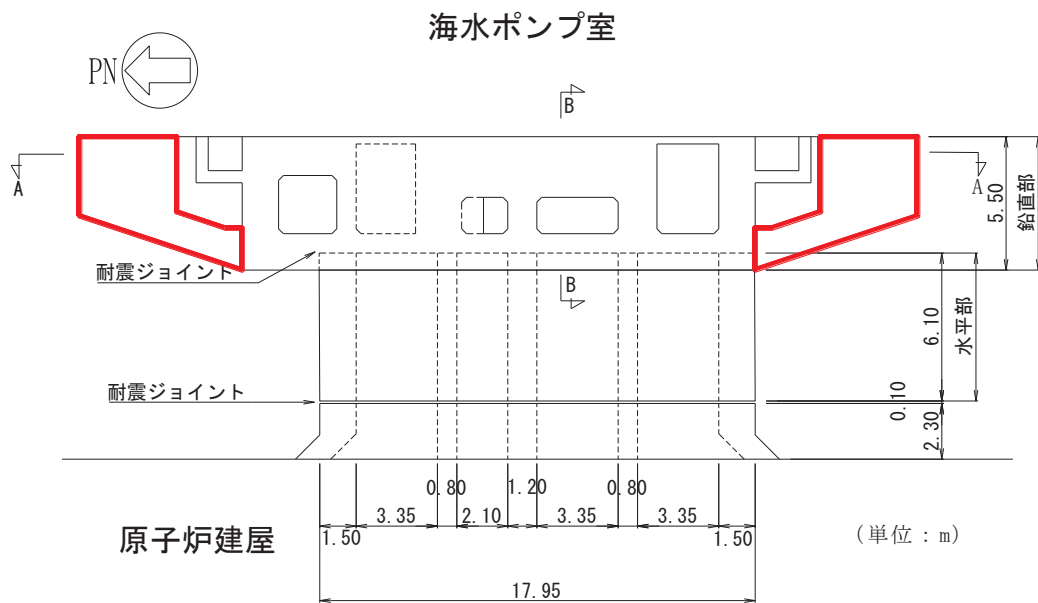 海水ポンプ室
PN
B
A
A
5.50
鉛直部
耐震ジョイント
B
6.10
水平部
耐震ジョイント
0.10
2.30
0.80
1.20
0.80
3.35
2.10
3.35
3.35
1.50
1.50
原子炉建屋
(単位：m)
17.95